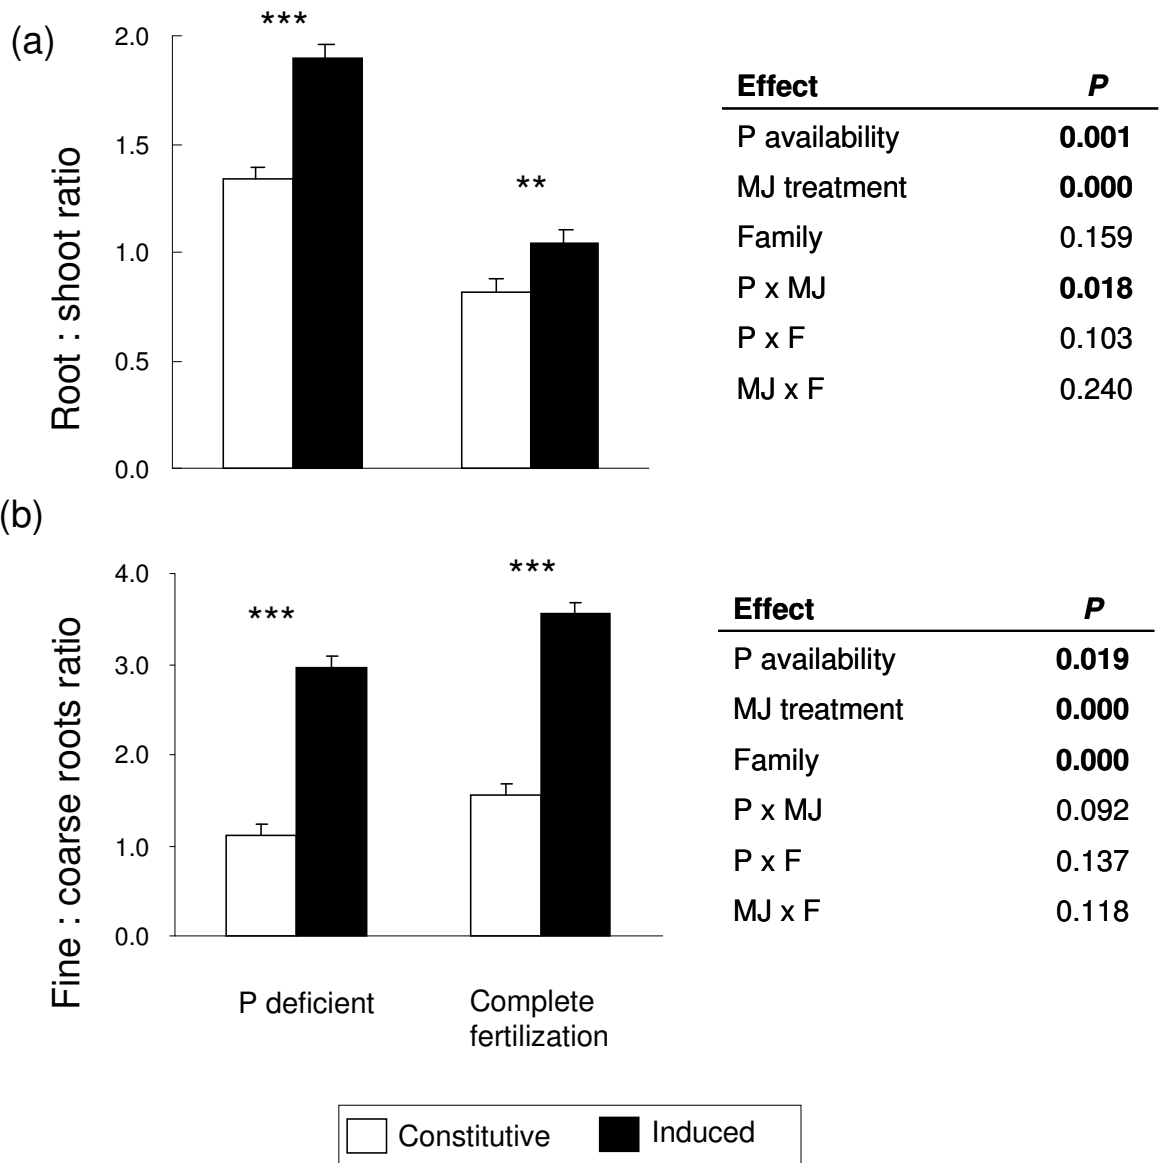 (a)
***
2.0
1.5
**
1.0
0.5
0.0
Root : shoot ratio
Effect P
P availability 0.001
MJ treatment 0.000
Family 0.159
P x MJ 0.018
P x F 0.103
MJ x F 0.240
(b)
***
4.0
***
3.0
2.0
1.0
0.0
Fine : coarse roots ratio
P deficient
Complete
fertilization
Effect P
P availability 0.019
MJ treatment 0.000
Family 0.000
P x MJ 0.092
P x F 0.137
MJ x F 0.118
Constitutive Induced